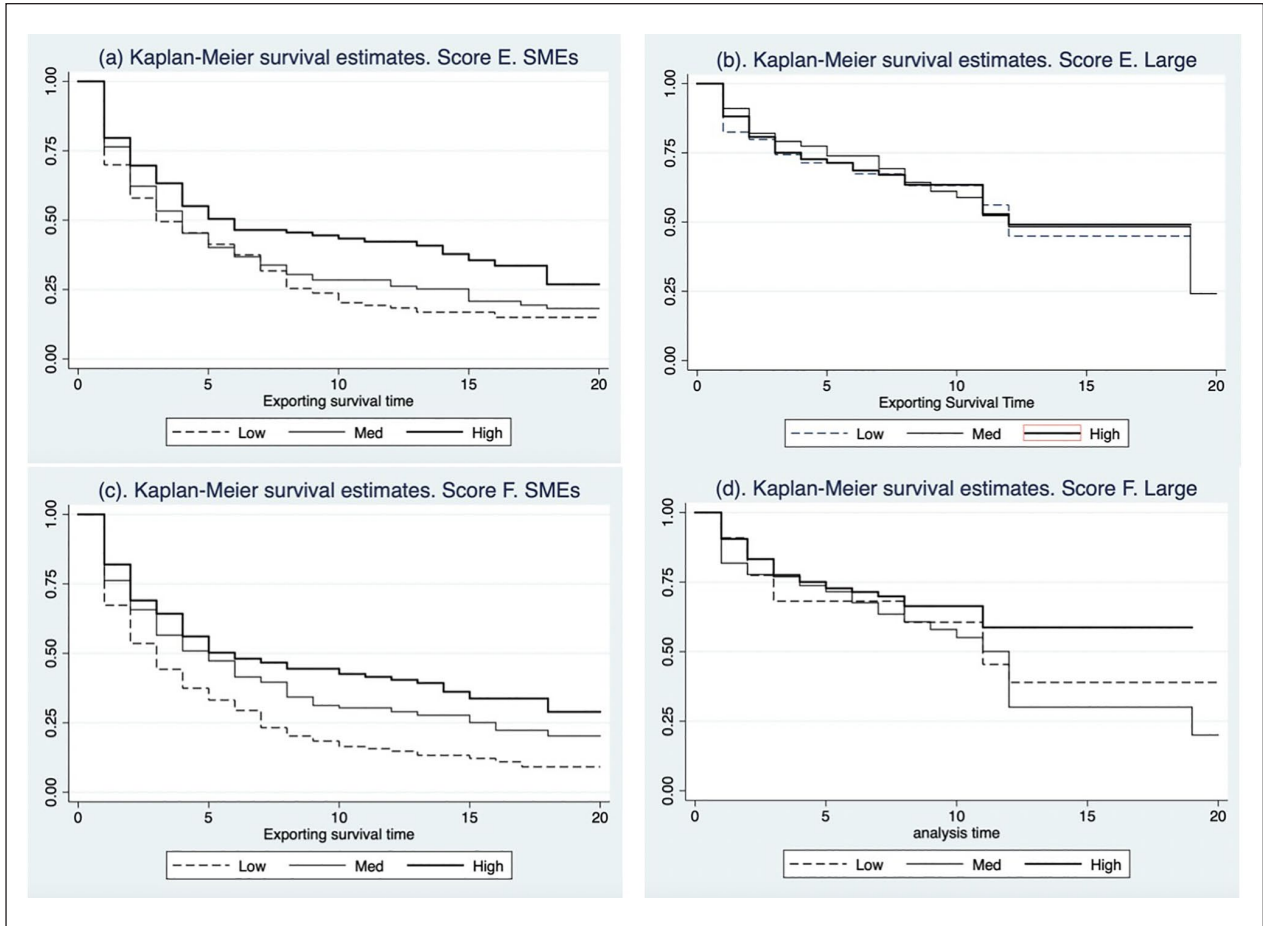 (a) Kaplan-Meier survival estimates. Score E. SMEs
1.00
0.75
0.50
0.25
0.00
0 5 10 15 20
Exporting survival time
Low Med High
(b). Kaplan-Meier survival estimates. Score E. Large
1.00
0.75
0.50
0.25
0.00
0 5 10 15 20
Exporting Survival Time
Low Med High
(c). Kaplan-Meier survival estimates. Score F. SMEs
1.00
0.75
0.50
0.25
0.00
0 5 10 15 20
Exporting survival time
Low Med High
(d). Kaplan-Meier survival estimates. Score F. Large
1.00
0.75
0.50
0.25
0.00
0 5 10 15 20
analysis time
Low Med High